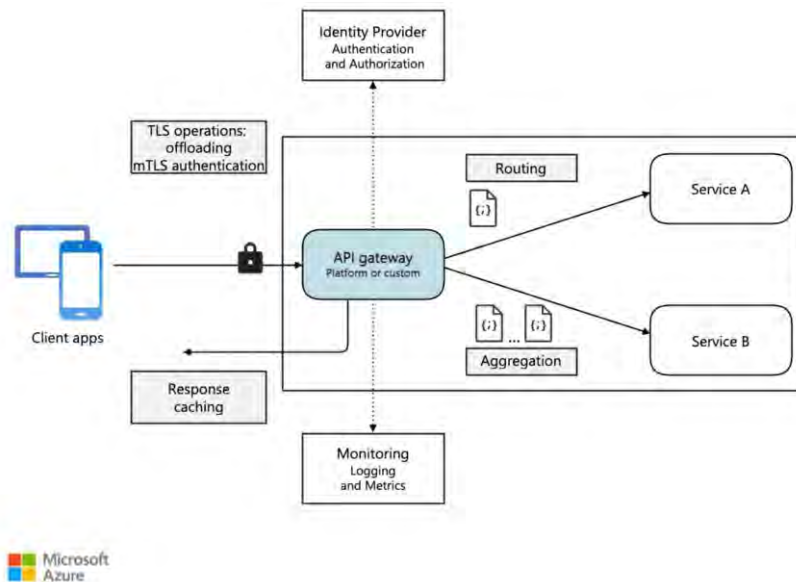 Identity Provider
Authentication
and Authorization
TLS operations:
offloading
mTLS authentication
Routing
{;}
Service A
API gateway
Platform or custom
Client apps
{;} ... {;}
Aggregation
Service B
Response
caching
Monitoring
Logging
and Metrics
Microsoft
Azure